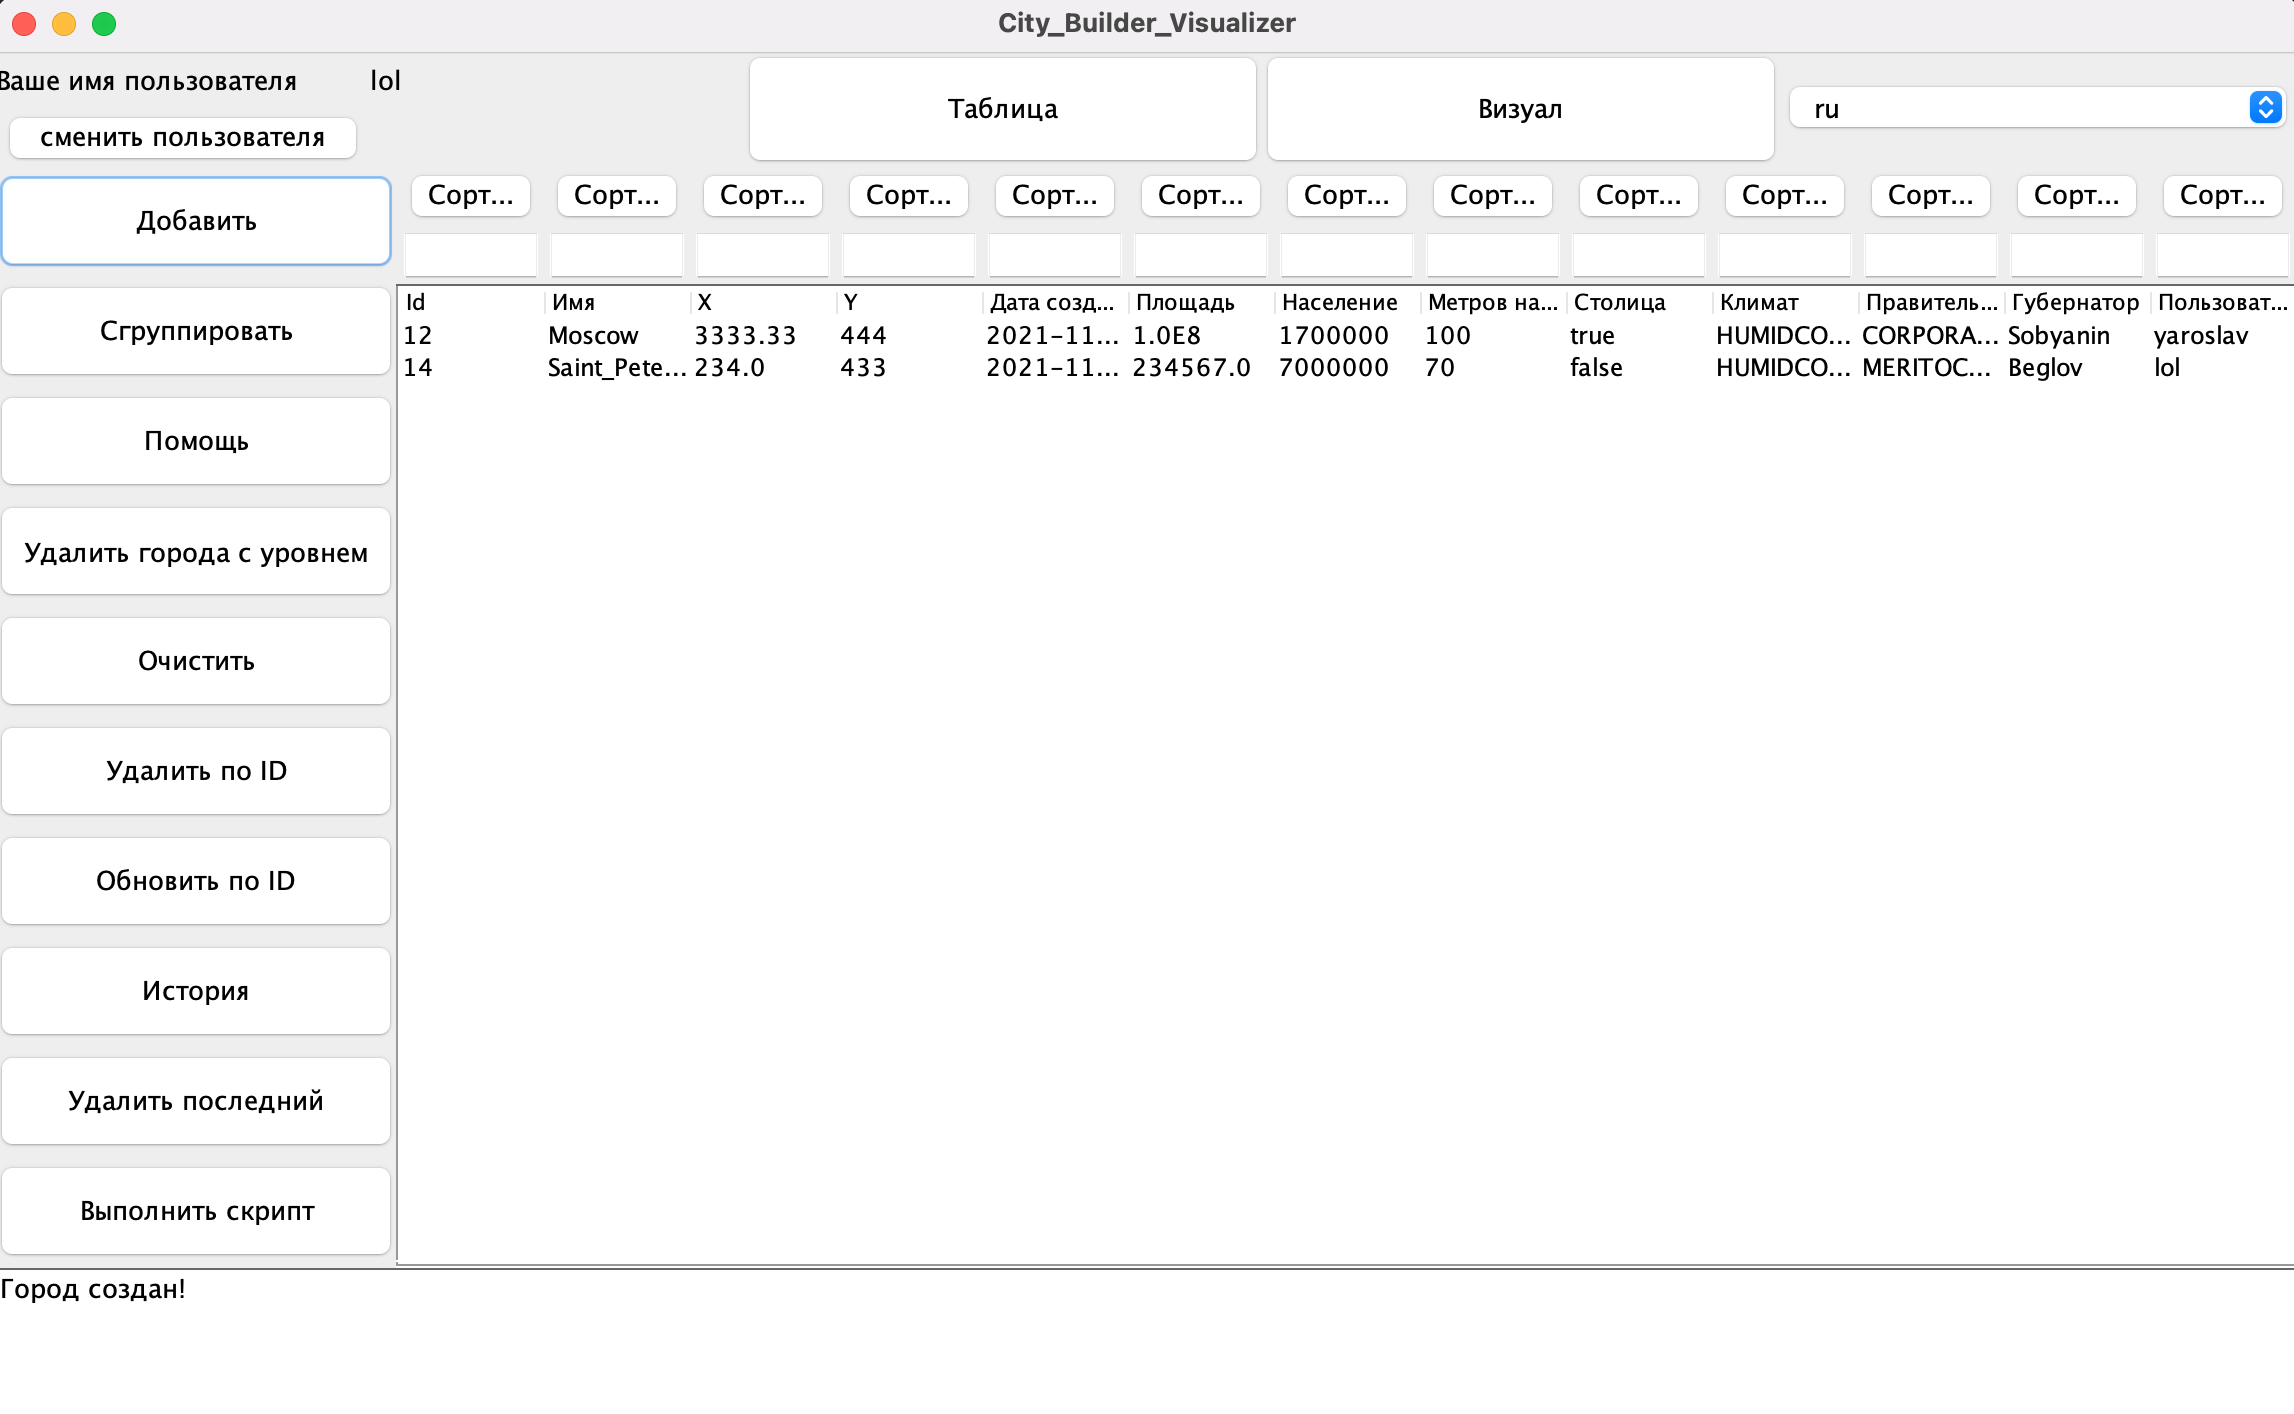 City_Builder_Visualizer
Ваше имя пользователя lol
Таблица Визуал ru
сменить пользователя
Сорт... Сорт... Сорт... Сорт... Сорт... Сорт... Сорт... Сорт... Сорт... Сорт... Сорт... Сорт... Сорт...
Добавить
Id Имя X Y Дата созд... Площадь Население Метров на... Столица Климат Правитель... Губернатор Пользоват...
12 Moscow 3333.33 444 2021-11... 1.0E8 1700000 100 true HUMIDCO... CORPORA... Sobyanin yaroslav
14 Saint_Pete... 234.0 433 2021-11... 234567.0 7000000 70 false HUMIDCO... MERITOC... Beglov lol
Сгруппировать
Помощь
Удалить города с уровнем
Очистить
Удалить по ID
Обновить по ID
История
Удалить последний
Выполнить скрипт
Город создан!